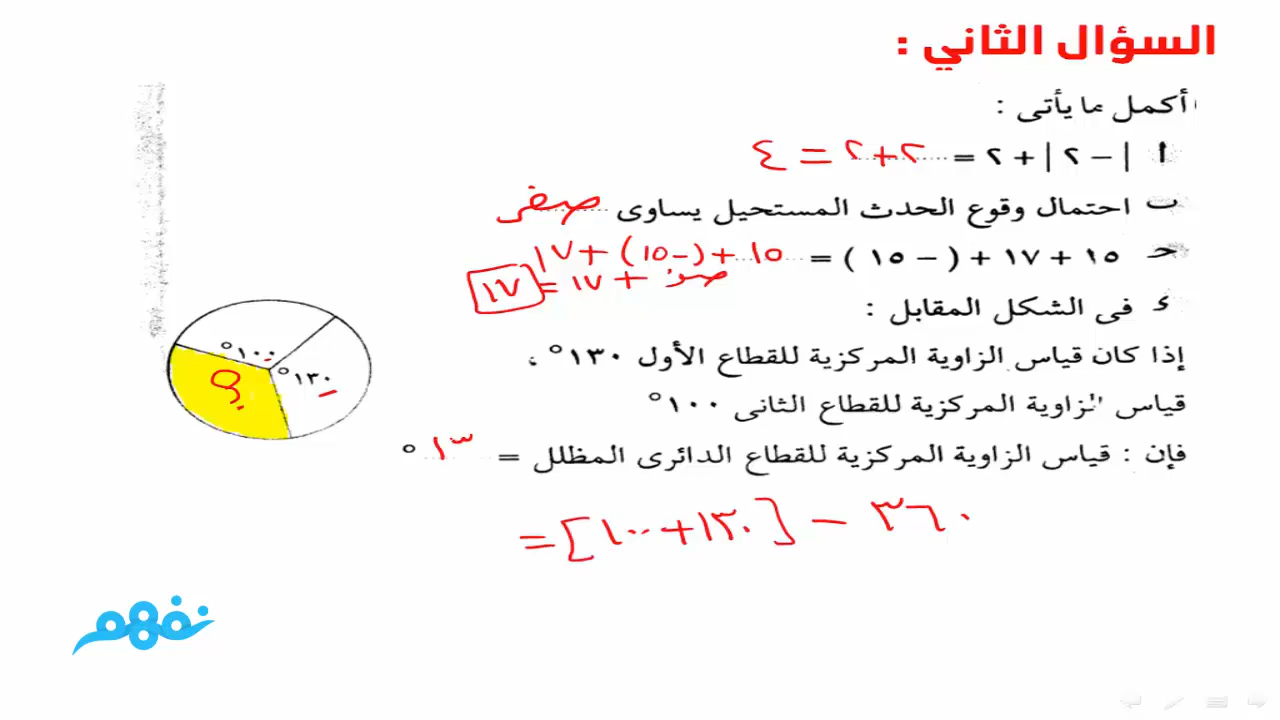 السؤال الثاني :
أكمل ما يأتى :
أ | - ٢ | + ٢ = ٢+٢ = ٤
ب احتمال وقوع الحدث المستحيل يساوى صفر
حـ ١٥ + ١٧ + ( - ١٥ ) = ١٥ + (-١٥) + ١٧
صفر + ١٧ = ١٧
ء فى الشكل المقابل :
إذا كان قياس الزاوية المركزية للقطاع الأول ١٣٠° ،
قياس الزاوية المركزية للقطاع الثانى ١٠٠°
فإن : قياس الزاوية المركزية للقطاع الدائرى المظلل = ١٣ °
٣٦٠ - [١٣٠ + ١٠٠] =
١٠٠°
١٣٠°
؟
نفهم